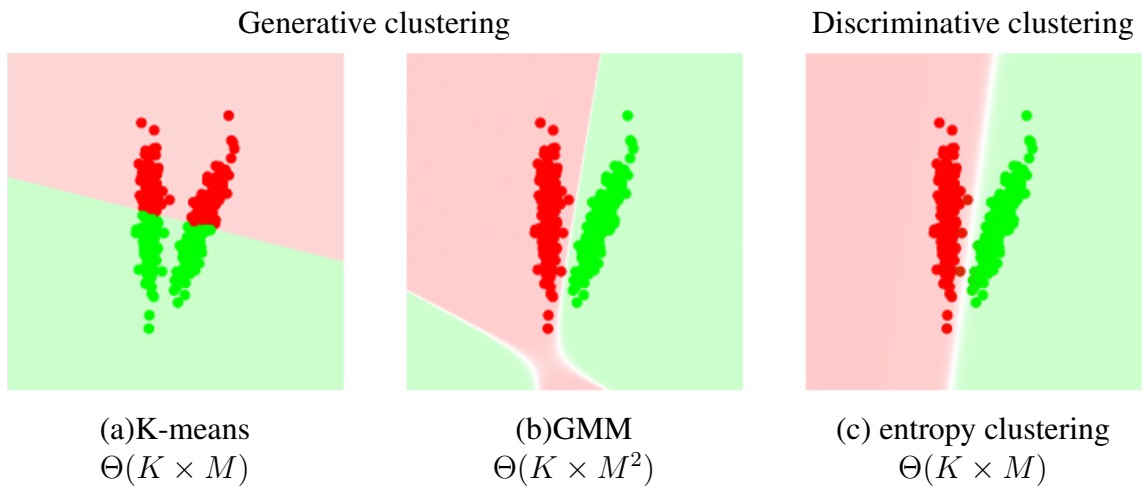 Generative clustering
Discriminative clustering
(a)K-means
(b)GMM
(c) entropy clustering
Θ(K × M)
Θ(K × M²)
Θ(K × M)